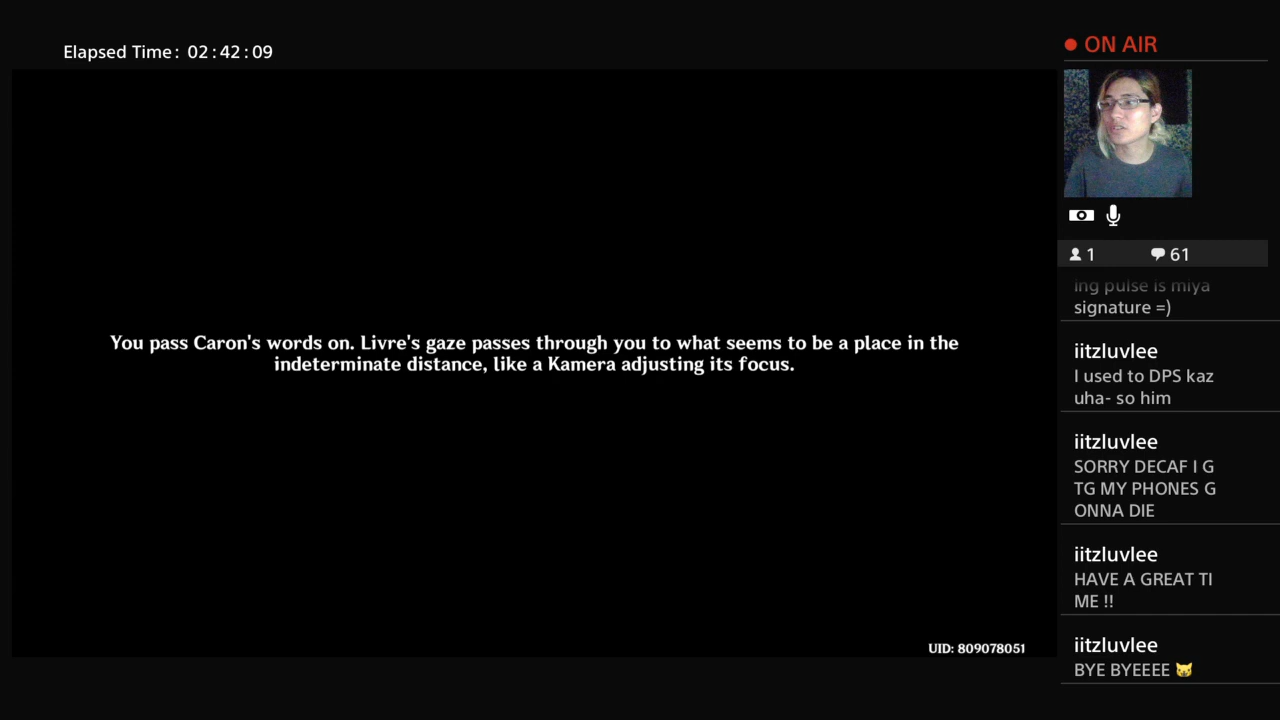 Elapsed Time: 02:42:09
ON AIR
You pass Caron's words on. Livre's gaze passes through you to what seems to be a place in the
indeterminate distance, like a Kamera adjusting its focus.
UID: 809078051
1 61
ing pulse is miya
signature =)
iitzluvlee
I used to DPS kaz
uha- so him
iitzluvlee
SORRY DECAF I G
TG MY PHONES G
ONNA DIE
iitzluvlee
HAVE A GREAT TI
ME !!
iitzluvlee
BYE BYEEEE 😸